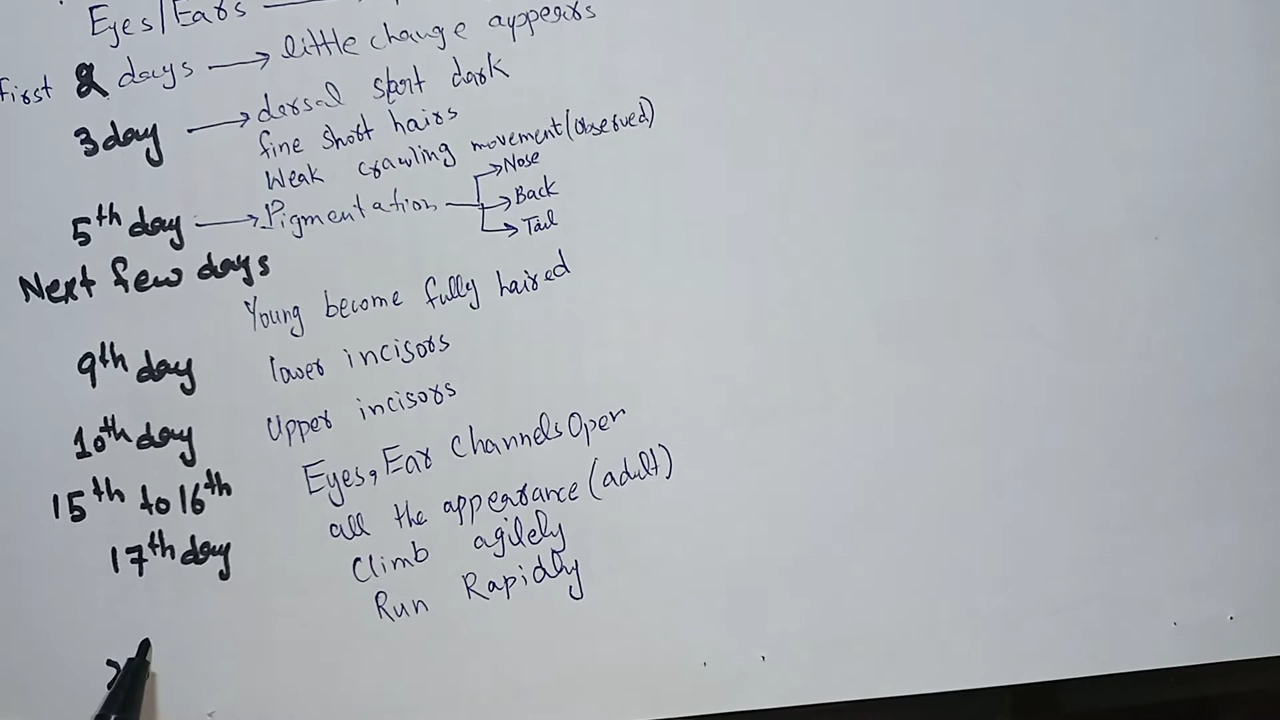 Eyes/Ears
First 2 days → little change appears
3 day → dorsal spart dark
fine short hairs
Weak crawling movement (observed)
5th day → Pigmentation → Nose
→ Back
→ Tail
Next few days
Young become fully haired
9th day lower incisors
10th day Upper incisors
15th to 16th Eyes, Ear Channels Open
17th day all the appearance (adult)
Climb agilely
Run Rapidly